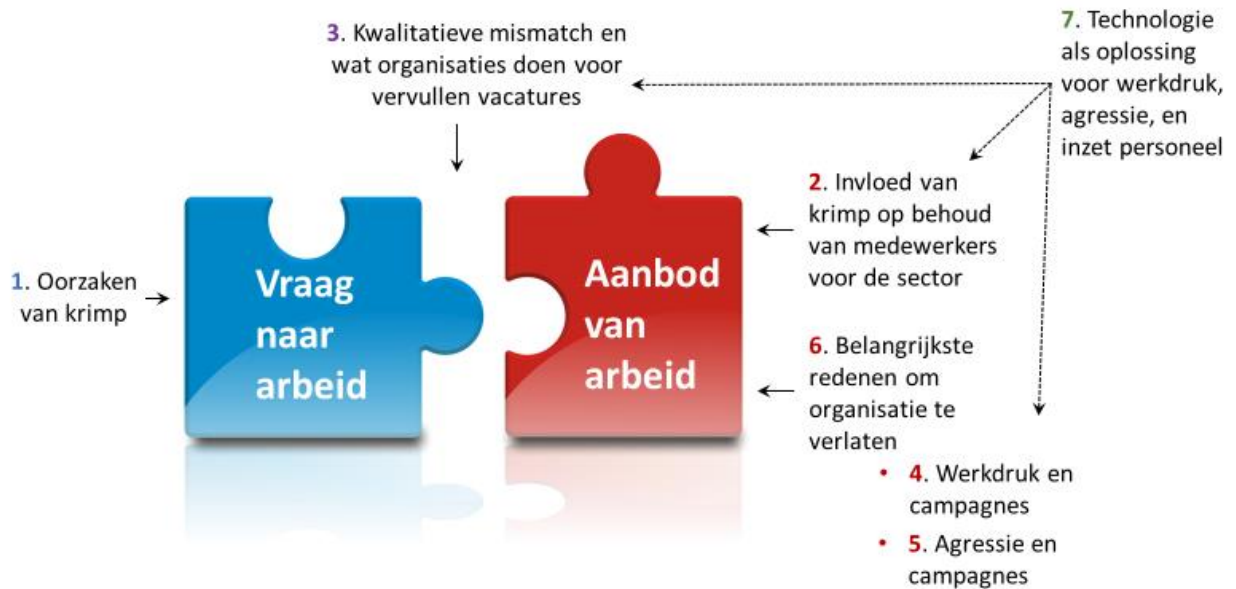 3. Kwalitatieve mismatch en
wat organisaties doen voor
vervullen vacatures
7. Technologie
als oplossing
voor werkdruk,
agressie, en
inzet personeel
1. Oorzaken
van krimp
Vraag
naar
arbeid
Aanbod
van
arbeid
2. Invloed van
krimp op behoud
van medewerkers
voor de sector
6. Belangrijkste
redenen om
organisatie te
verlaten
• 4. Werkdruk en
campagnes
• 5. Agressie en
campagnes